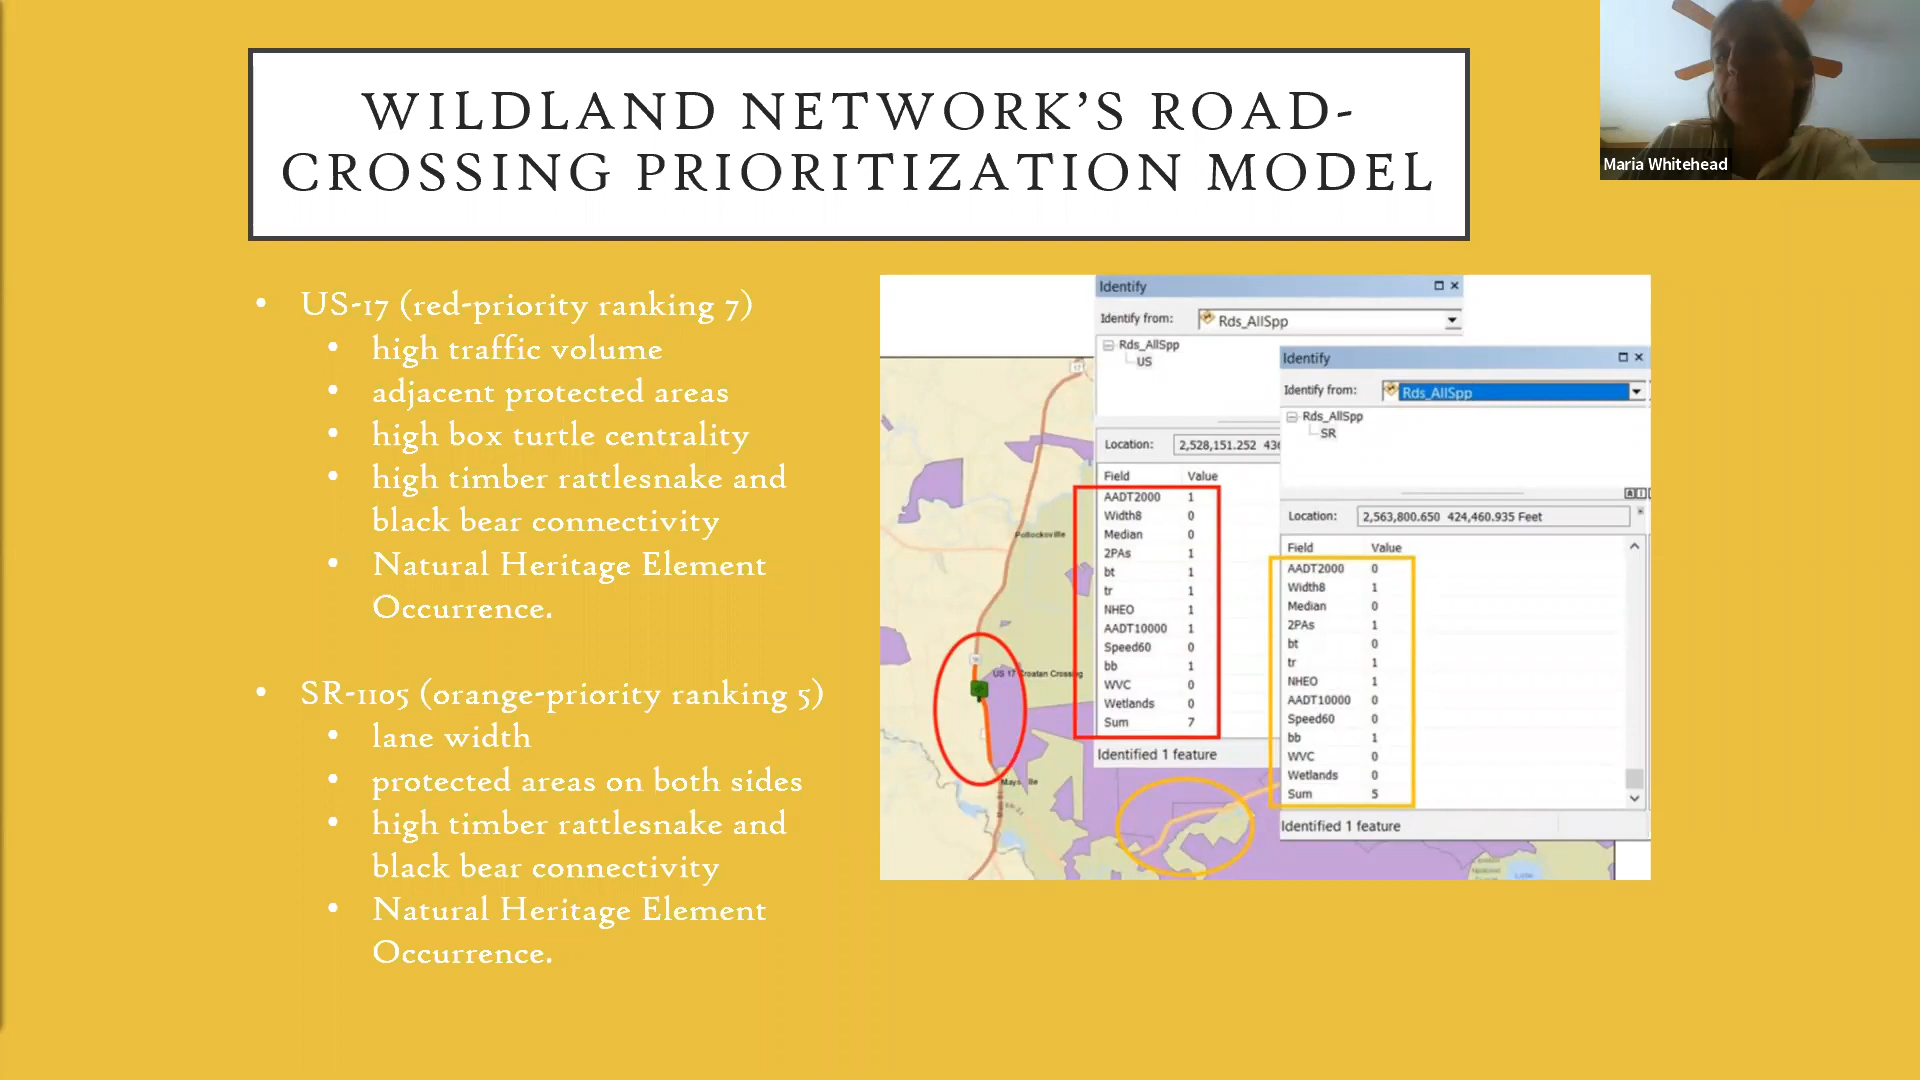 WILDLAND NETWORK'S ROAD-
CROSSING PRIORITIZATION MODEL
Maria Whitehead
• US-17 (red-priority ranking 7)
• high traffic volume
• adjacent protected areas
• high box turtle centrality
• high timber rattlesnake and
black bear connectivity
• Natural Heritage Element
Occurrence.
• SR-1105 (orange-priority ranking 5)
• lane width
• protected areas on both sides
• high timber rattlesnake and
black bear connectivity
• Natural Heritage Element
Occurrence.
Identify
Identify from: Rds_AllSpp
Rds_AllSpp
US
Location: 2,528,151.252 436
Field Value
AADT2000 1
Width8 0
Median 0
2PAs 1
bt 1
tr 1
NHEO 1
AADT10000 1
Speed60 0
bb 1
WVC 0
Wetlands 0
Sum 7
Identified 1 feature
Identify
Identify from: Rds_AllSpp
Rds_AllSpp
SR
Location: 2,563,800.650 424,460.935 Feet
Field Value
AADT2000 0
Width8 1
Median 0
2PAs 1
bt 0
tr 1
NHEO 1
AADT10000 0
Speed60 0
bb 1
WVC 0
Wetlands 0
Sum 5
Identified 1 feature
17
Pollocksville
US 17 Croatan Crossing